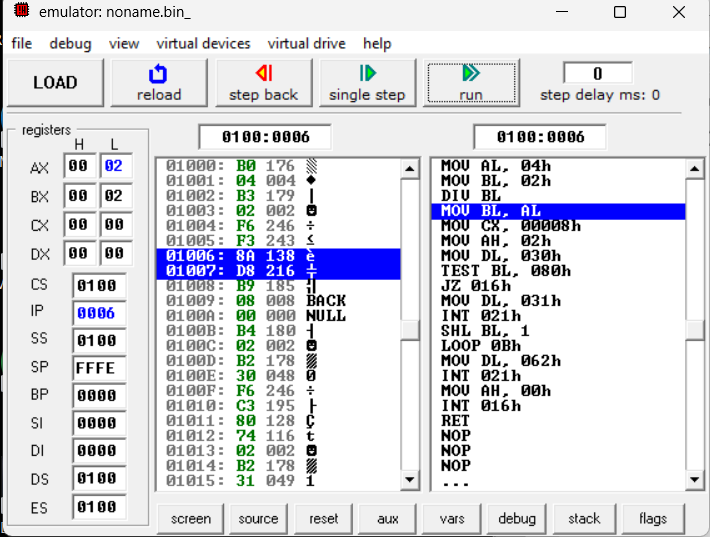 emulator: noname.bin_
file debug view virtual devices virtual drive help
LOAD reload step back single step run 0 step delay ms: 0
registers 0100:0006 0100:0006
H L
AX 00 02
BX 00 02
CX 00 00
DX 00 00
CS 0100
IP 0006
SS 0100
SP FFFE
BP 0000
SI 0000
DI 0000
DS 0100
ES 0100
01000: B0 176 ░
01001: 04 004 ♦
01002: B3 179 │
01003: 02 002 ☻
01004: F6 246 ÷
01005: F3 243 ≤
01006: 8A 138 è
01007: D8 216 ╪
01008: B9 185 ╣
01009: 08 008 BACK
0100A: 00 000 NULL
0100B: B4 180 ┤
0100C: 02 002 ☻
0100D: B2 178 ▓
0100E: 30 048 0
0100F: F6 246 ÷
01010: C3 195 ├
01011: 80 128 Ç
01012: 74 116 t
01013: 02 002 ☻
01014: B2 178 ▓
01015: 31 049 1
MOV AL, 04h
MOV BL, 02h
DIV BL
MOV BL, AL
MOV CX, 00008h
MOV AH, 02h
MOV DL, 030h
TEST BL, 080h
JZ 016h
MOV DL, 031h
INT 021h
SHL BL, 1
LOOP 0Bh
MOV DL, 062h
INT 021h
MOV AH, 00h
INT 016h
RET
NOP
NOP
NOP
...
screen source reset aux vars debug stack flags